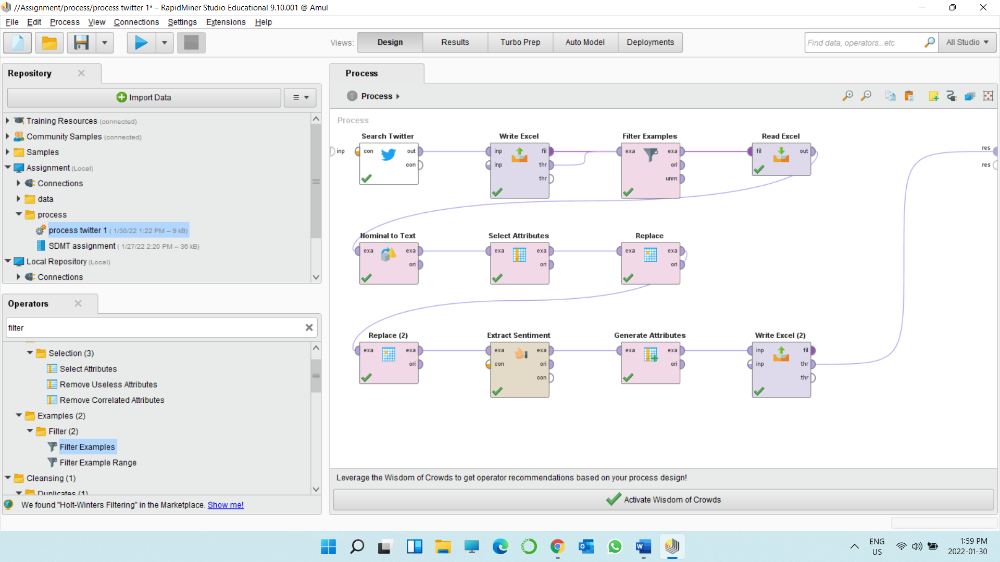 //Assignment/process/process twitter 1* – RapidMiner Studio Educational 9.10.001 @ Amul
File Edit Process View Connections Settings Extensions Help
Views: Design Results Turbo Prep Auto Model Deployments
Find data, operators...etc All Studio
Repository
Import Data
Training Resources (connected)
Community Samples (connected)
Samples
Assignment (Local)
Connections
data
process
process twitter 1 ( 1/30/22 1:22 PM – 9 kB)
SDMT assignment ( 1/27/22 2:20 PM – 36 kB)
Local Repository (Local)
Connections
Operators
filter
Selection (3)
Select Attributes
Remove Useless Attributes
Remove Correlated Attributes
Examples (2)
Filter (2)
Filter Examples
Filter Example Range
Cleansing (1)
Duplicates (1)
We found "Holt-Winters Filtering" in the Marketplace. Show me!
Process
Process
Process
Search Twitter Write Excel Filter Examples Read Excel
inp con out inp fil exa exa fil out res
con inp thr ori res
thr unm
Nominal to Text Select Attributes Replace
exa exa exa exa exa exa
ori ori ori
Replace (2) Extract Sentiment Generate Attributes Write Excel (2)
exa exa exa exa exa exa inp fil
ori con ori ori inp thr
con thr
Leverage the Wisdom of Crowds to get operator recommendations based on your process design!
Activate Wisdom of Crowds
ENG
US
1:59 PM
2022-01-30